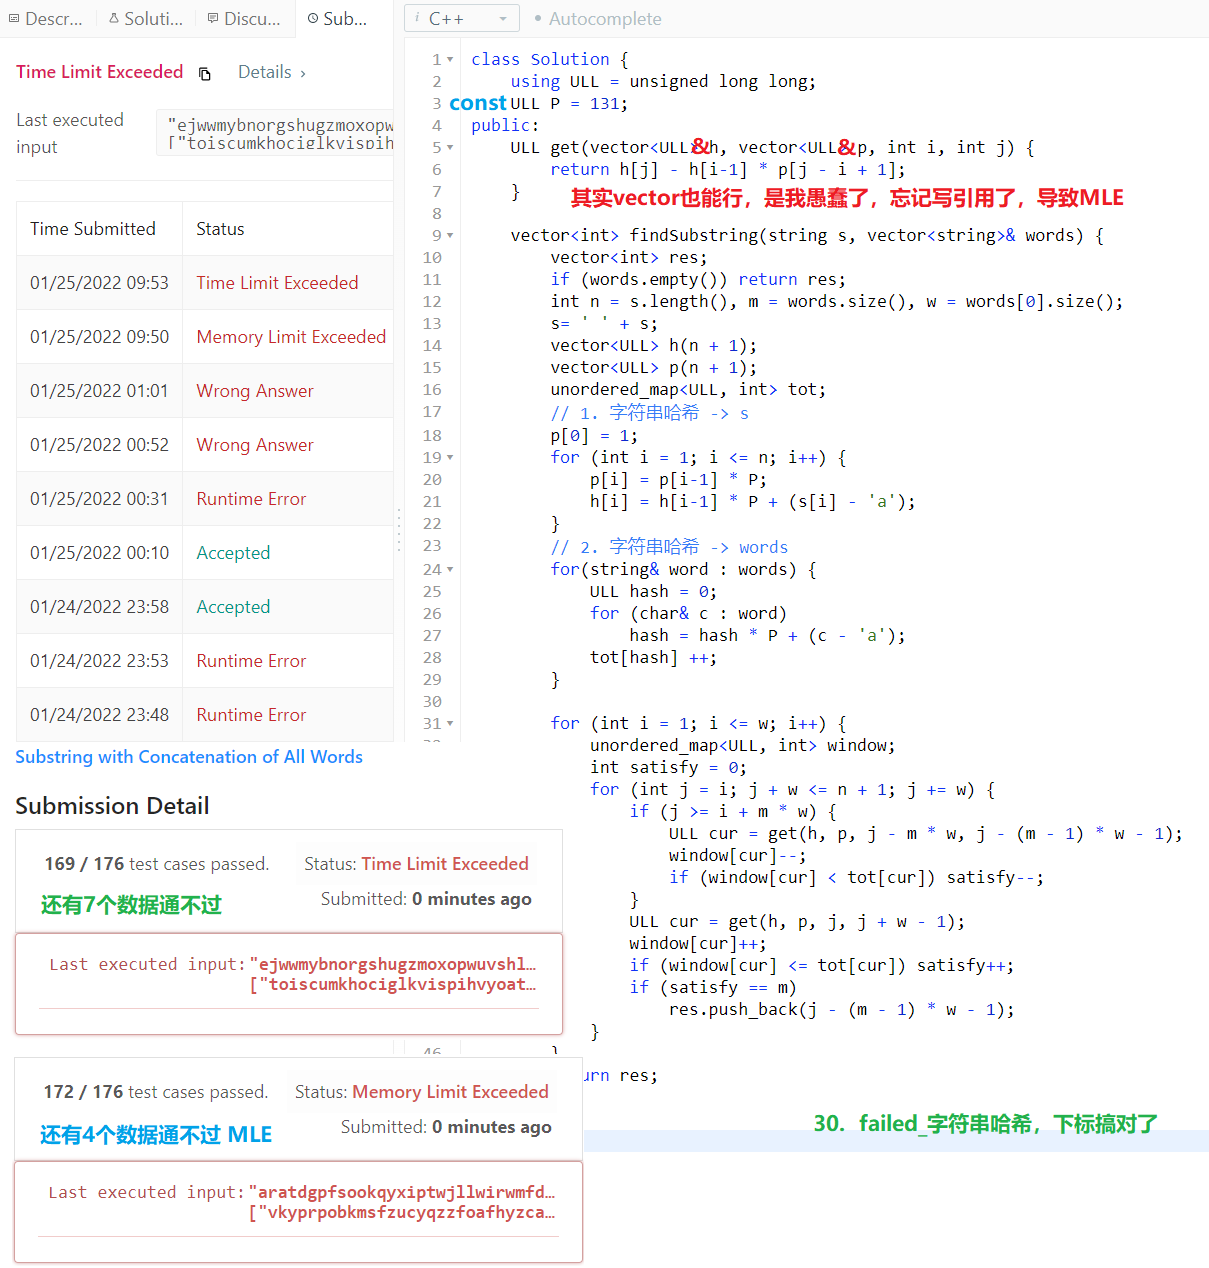 Descr...
Soluti...
Discu...
Sub...
i C++
Autocomplete
Time Limit Exceeded
Details ›
Last executed input
"ejwwmybnorgshugzmoxopw
["toiscumkhociglkvispih
Time Submitted Status
01/25/2022 09:53 Time Limit Exceeded
01/25/2022 09:50 Memory Limit Exceeded
01/25/2022 01:01 Wrong Answer
01/25/2022 00:52 Wrong Answer
01/25/2022 00:31 Runtime Error
01/25/2022 00:10 Accepted
01/24/2022 23:58 Accepted
01/24/2022 23:53 Runtime Error
01/24/2022 23:48 Runtime Error
Substring with Concatenation of All Words
Submission Detail
169 / 176 test cases passed.
Status: Time Limit Exceeded
还有7个数据通不过
Submitted: 0 minutes ago
Last executed input: "ejwwmybnorgshugzmoxopwuvshl…
["toiscumkhociglkvispihvyoat…
172 / 176 test cases passed.
Status: Memory Limit Exceeded
还有4个数据通不过 MLE
Submitted: 0 minutes ago
Last executed input: "aratdgpfsookqyxiptwjllwirwmfd…
["vkyprpobkmsfzucyqzzfoafhyzca…
1 class Solution {
2 using ULL = unsigned long long;
3 const ULL P = 131;
4 public:
5 ULL get(vector<ULL>&h, vector<ULL&p, int i, int j) {
6 return h[j] - h[i-1] * p[j - i + 1];
7 }
其实vector也能行，是我愚蠢了，忘记写引用了，导致MLE
8
9 vector<int> findSubstring(string s, vector<string>& words) {
10 vector<int> res;
11 if (words.empty()) return res;
12 int n = s.length(), m = words.size(), w = words[0].size();
13 s= ' ' + s;
14 vector<ULL> h(n + 1);
15 vector<ULL> p(n + 1);
16 unordered_map<ULL, int> tot;
17 // 1. 字符串哈希 -> s
18 p[0] = 1;
19 for (int i = 1; i <= n; i++) {
20 p[i] = p[i-1] * P;
21 h[i] = h[i-1] * P + (s[i] - 'a');
22 }
23 // 2. 字符串哈希 -> words
24 for(string& word : words) {
25 ULL hash = 0;
26 for (char& c : word)
27 hash = hash * P + (c - 'a');
28 tot[hash] ++;
29 }
30
31 for (int i = 1; i <= w; i++) {
unordered_map<ULL, int> window;
int satisfy = 0;
for (int j = i; j + w <= n + 1; j += w) {
if (j >= i + m * w) {
ULL cur = get(h, p, j - m * w, j - (m - 1) * w - 1);
window[cur]--;
if (window[cur] < tot[cur]) satisfy--;
}
ULL cur = get(h, p, j, j + w - 1);
window[cur]++;
if (window[cur] <= tot[cur]) satisfy++;
if (satisfy == m)
res.push_back(j - (m - 1) * w - 1);
}
46 }
urn res;
30. failed_字符串哈希，下标搞对了